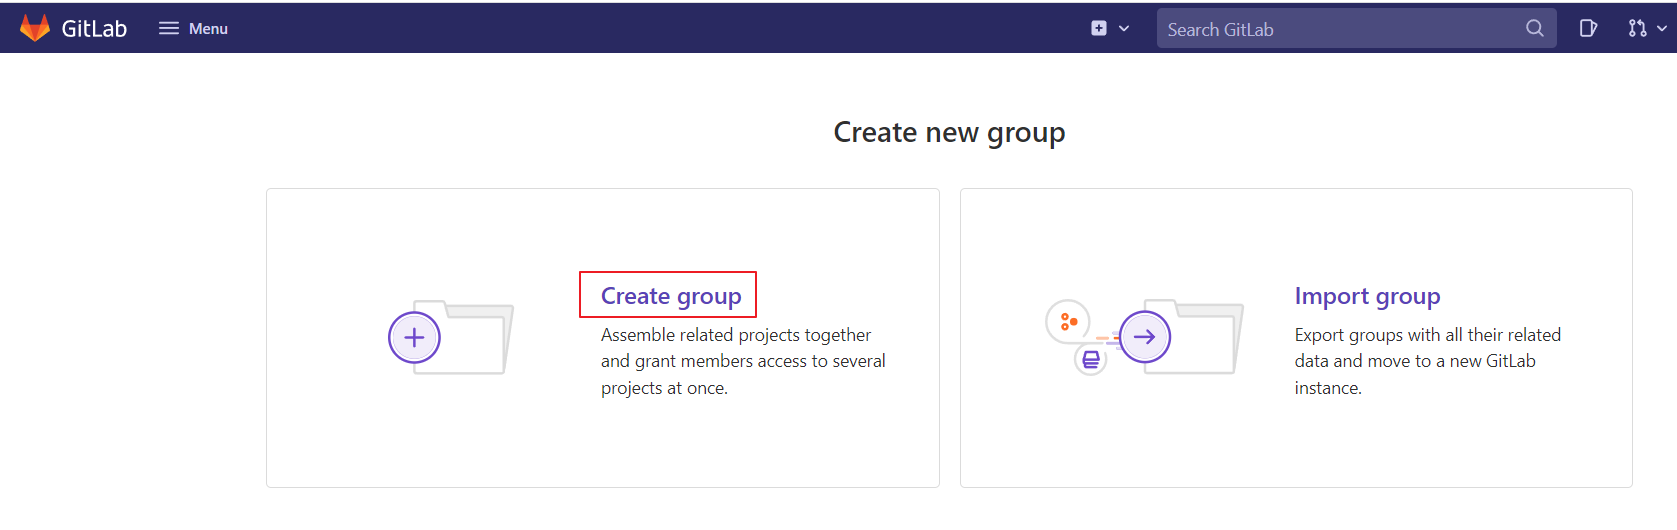 GitLab Menu Search GitLab
Create new group
Create group
Assemble related projects together
and grant members access to several
projects at once.
Import group
Export groups with all their related
data and move to a new GitLab
instance.